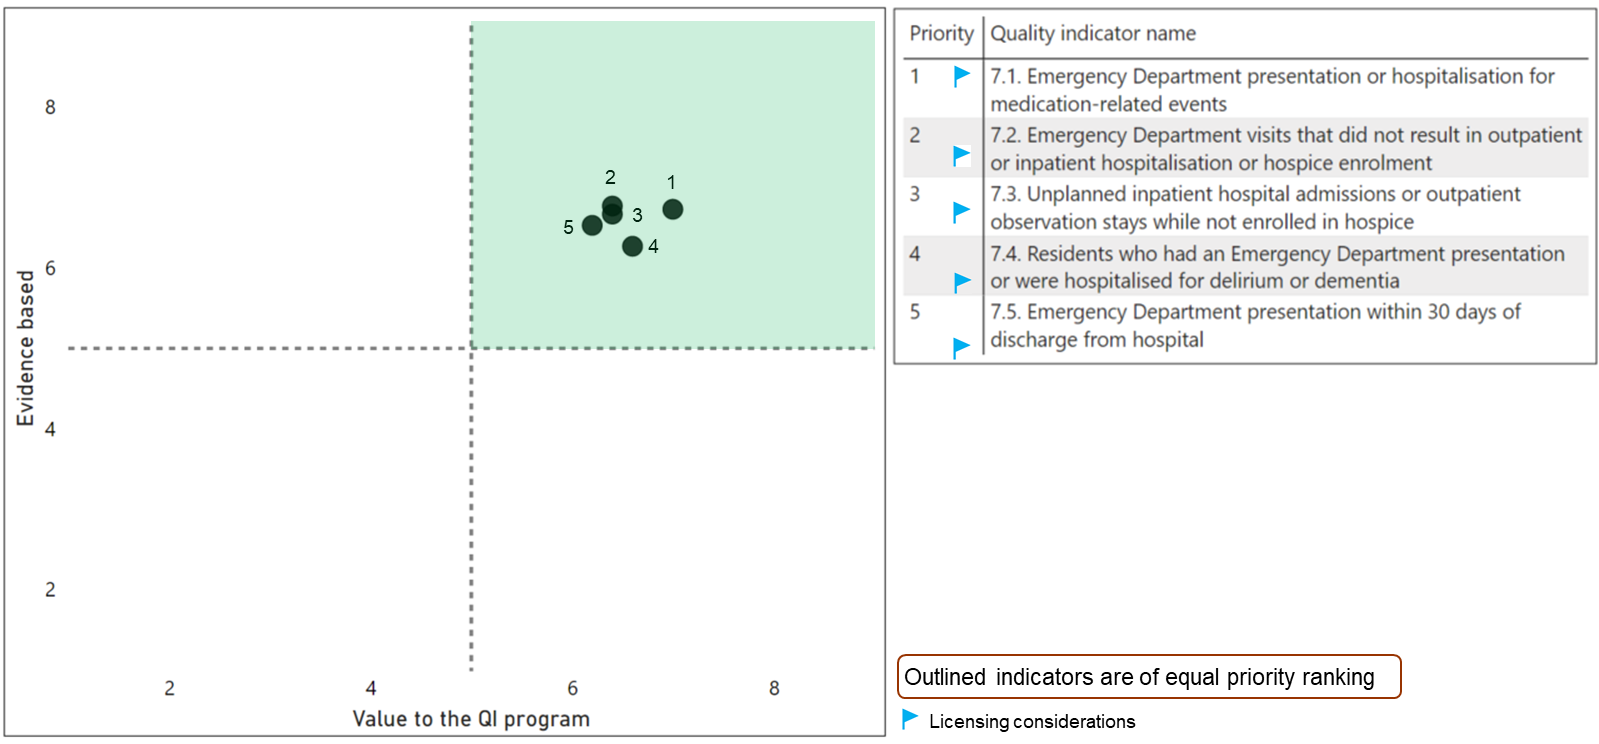 8
6
4
2
2
4
6
8
Evidence based
Value to the QI program
2
1
3
5
4
Priority Quality indicator name
1 7.1. Emergency Department presentation or hospitalisation for
medication-related events
2 7.2. Emergency Department visits that did not result in outpatient
or inpatient hospitalisation or hospice enrolment
3 7.3. Unplanned inpatient hospital admissions or outpatient
observation stays while not enrolled in hospice
4 7.4. Residents who had an Emergency Department presentation
or were hospitalised for delirium or dementia
5 7.5. Emergency Department presentation within 30 days of
discharge from hospital
Outlined indicators are of equal priority ranking
Licensing considerations